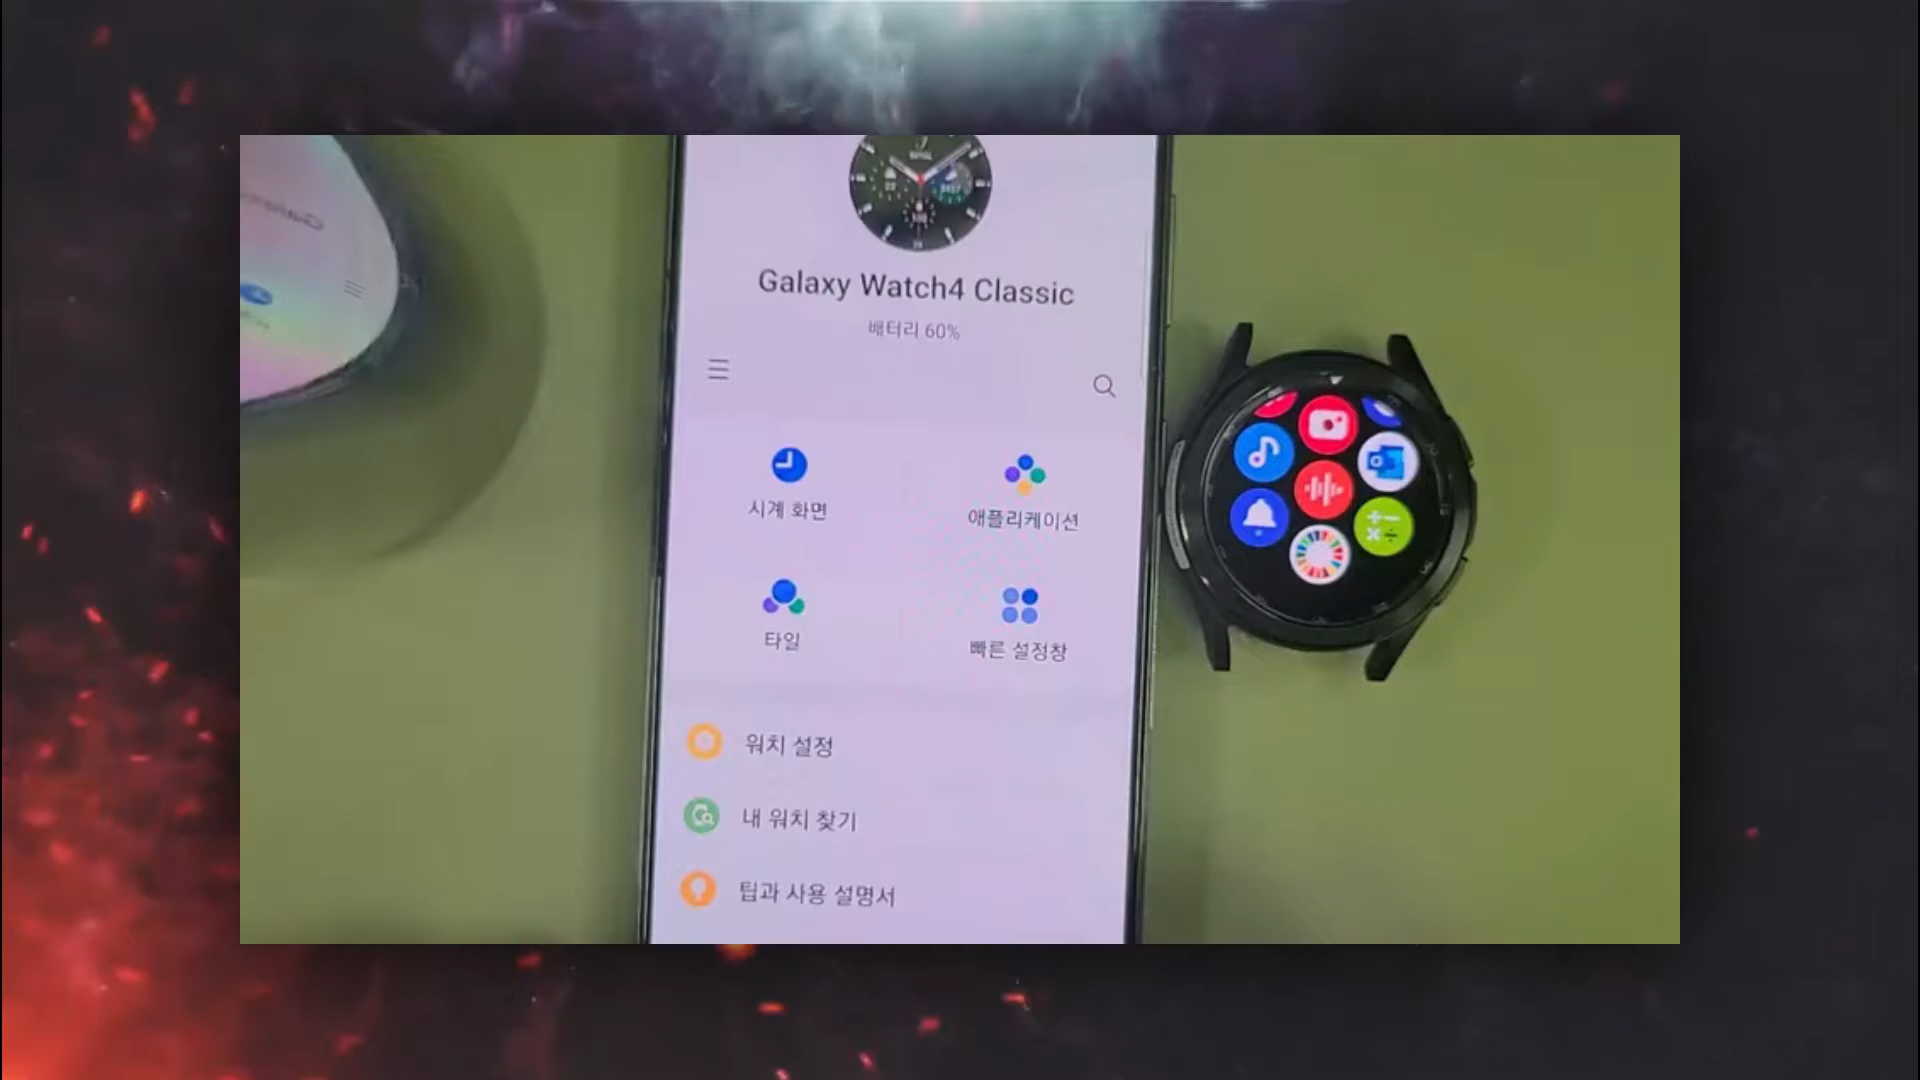 Galaxy Watch4 Classic
배터리 60%
시계 화면
애플리케이션
타일
빠른 설정창
워치 설정
내 워치 찾기
팁과 사용 설명서